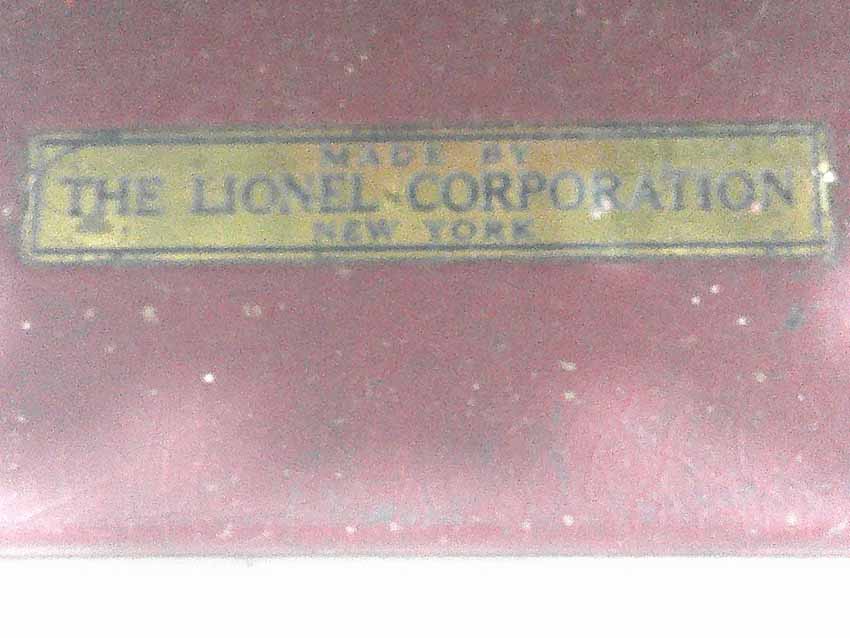 MADE BY
THE LIONEL CORPORATION
NEW YORK